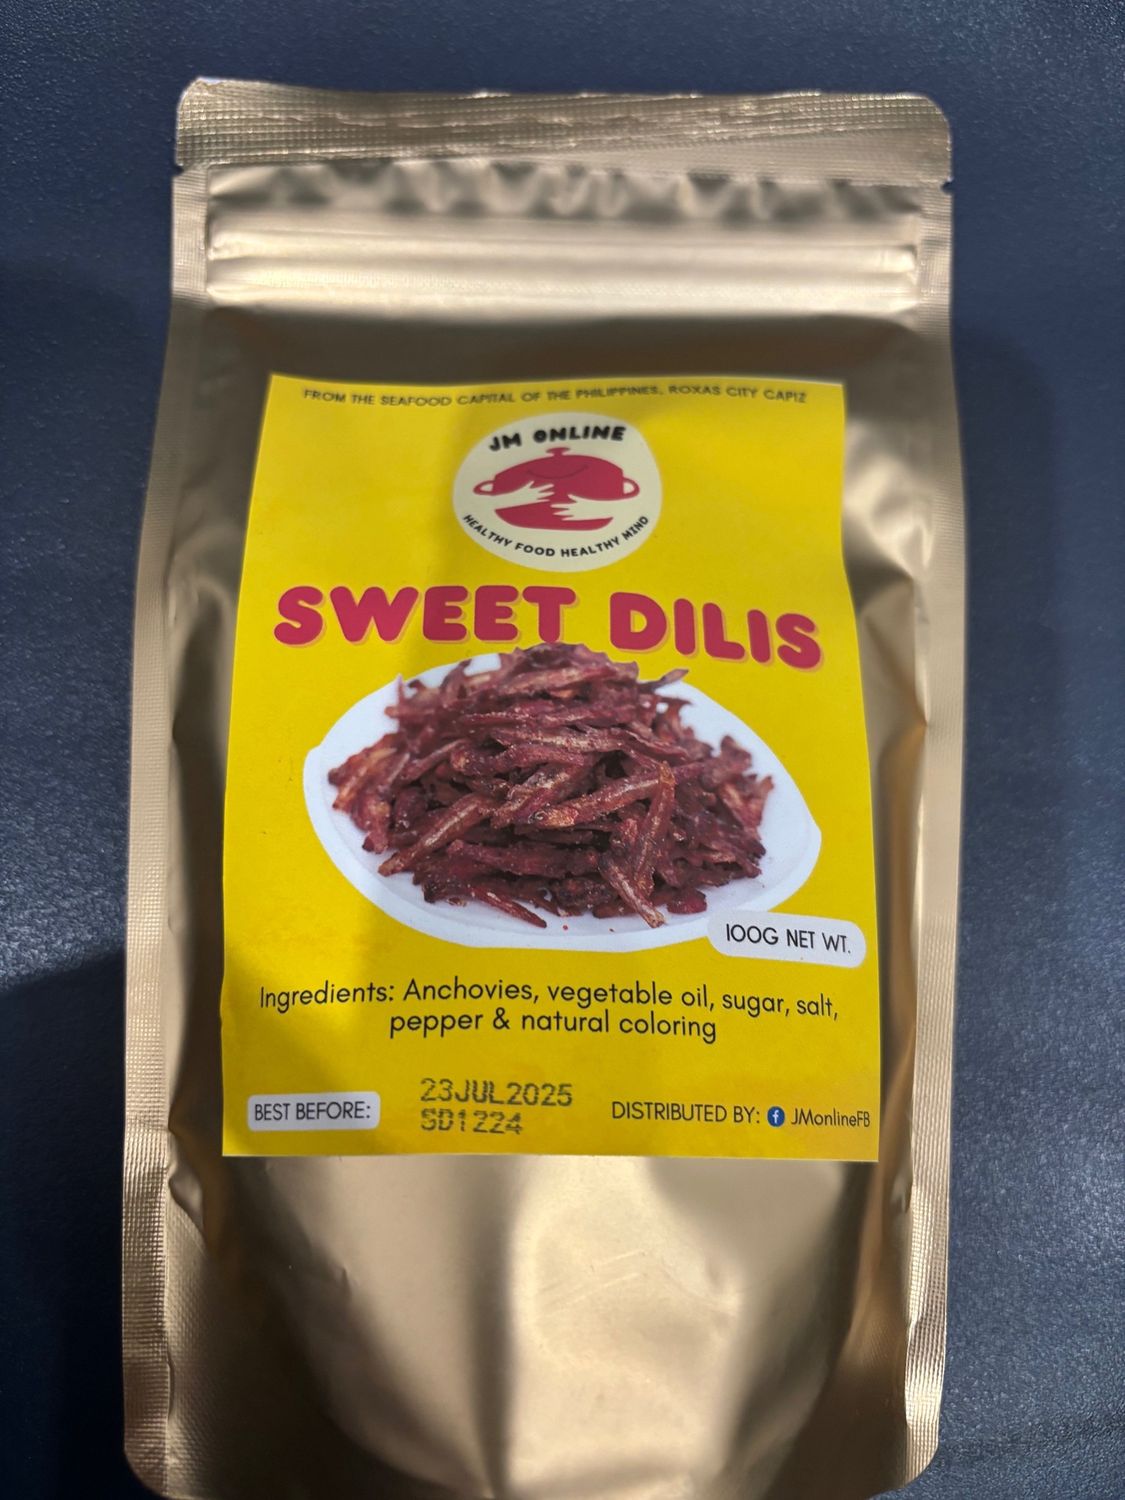 FROM THE SEAFOOD CAPITAL OF THE PHILIPPINES, ROXAS CITY CAPIZ
JM ONLINE
HEALTHY FOOD HEALTHY MIND
SWEET DILIS
100G NET WT.
Ingredients: Anchovies, vegetable oil, sugar, salt,
pepper & natural coloring
BEST BEFORE:
23JUL2025
SD1224
DISTRIBUTED BY: f JMonlineFB